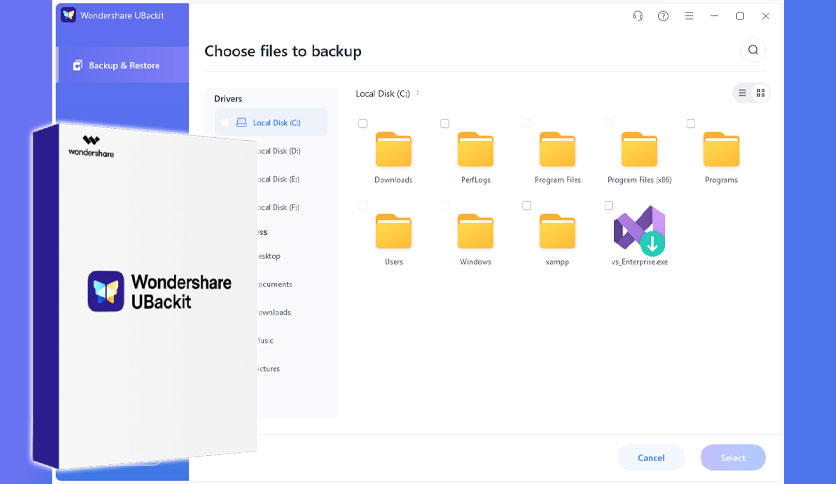 Wondershare UBackit
Backup & Restore
Choose files to backup
Drivers
Local Disk (C:)
ocal Disk (D:)
ocal Disk (E:)
ocal Disk (F:)
ess
esktop
ocuments
ownloads
Music
ictures
Local Disk (C:)
Downloads
PerfLogs
Program Files
Program Files (x86)
Programs
Users
Windows
xampp
vs_Enterprise.exe
Cancel
Select
wondershare
Wondershare
UBackit